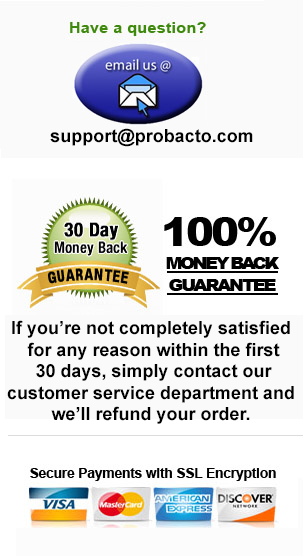 Have a question?
email us @
support@probacto.com
30 Day
Money Back
GUARANTEE
100%
MONEY BACK
GUARANTEE
If you're not completely satisfied
for any reason within the first
30 days, simply contact our
customer service department and
we'll refund your order.
Secure Payments with SSL Encryption
VISA
MasterCard
AMERICAN
EXPRESS
DISCOVER
NETWORK